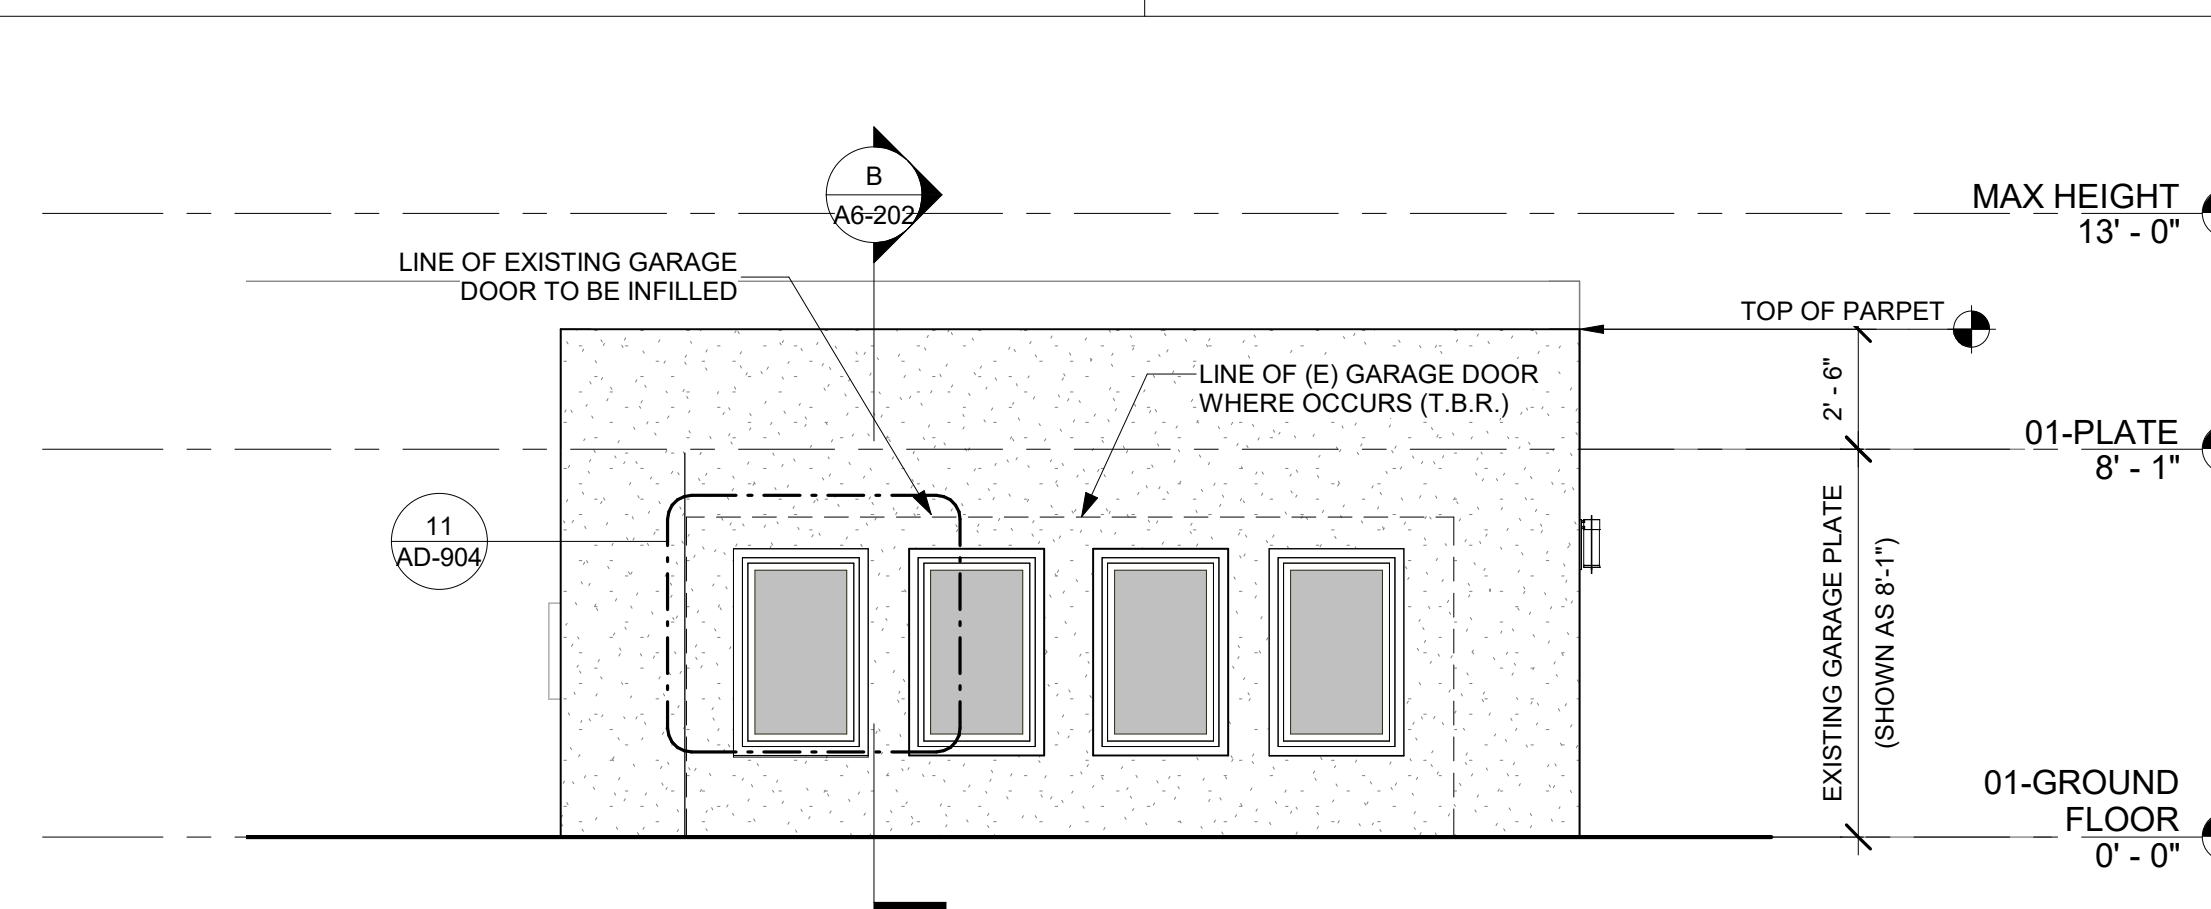 B
A6-202
MAX HEIGHT
13' - 0"
LINE OF EXISTING GARAGE
DOOR TO BE INFILLED
TOP OF PARPET
LINE OF (E) GARAGE DOOR
WHERE OCCURS (T.B.R.)
2' - 6"
01-PLATE
8' - 1"
11
AD-904
EXISTING GARAGE PLATE
(SHOWN AS 8'-1")
01-GROUND
FLOOR
0' - 0"